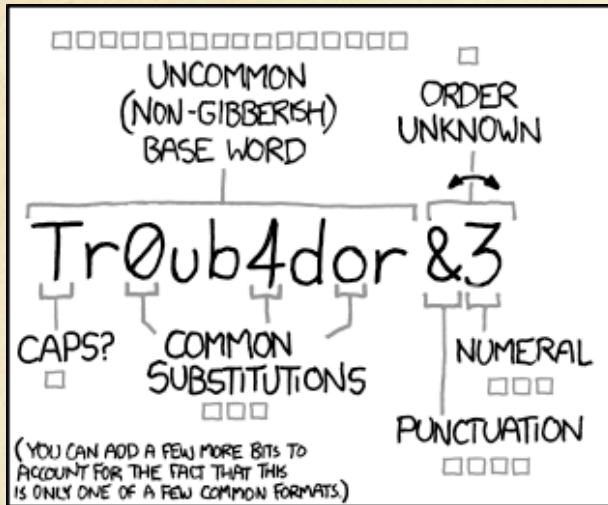 UNCOMMON
(NON-GIBBERISH)
BASE WORD
ORDER
UNKNOWN
Tr0ub4dor &3
CAPS?
COMMON
SUBSTITUTIONS
NUMERAL
PUNCTUATION
(YOU CAN ADD A FEW MORE BITS TO
ACCOUNT FOR THE FACT THAT THIS
IS ONLY ONE OF A FEW COMMON FORMATS.)